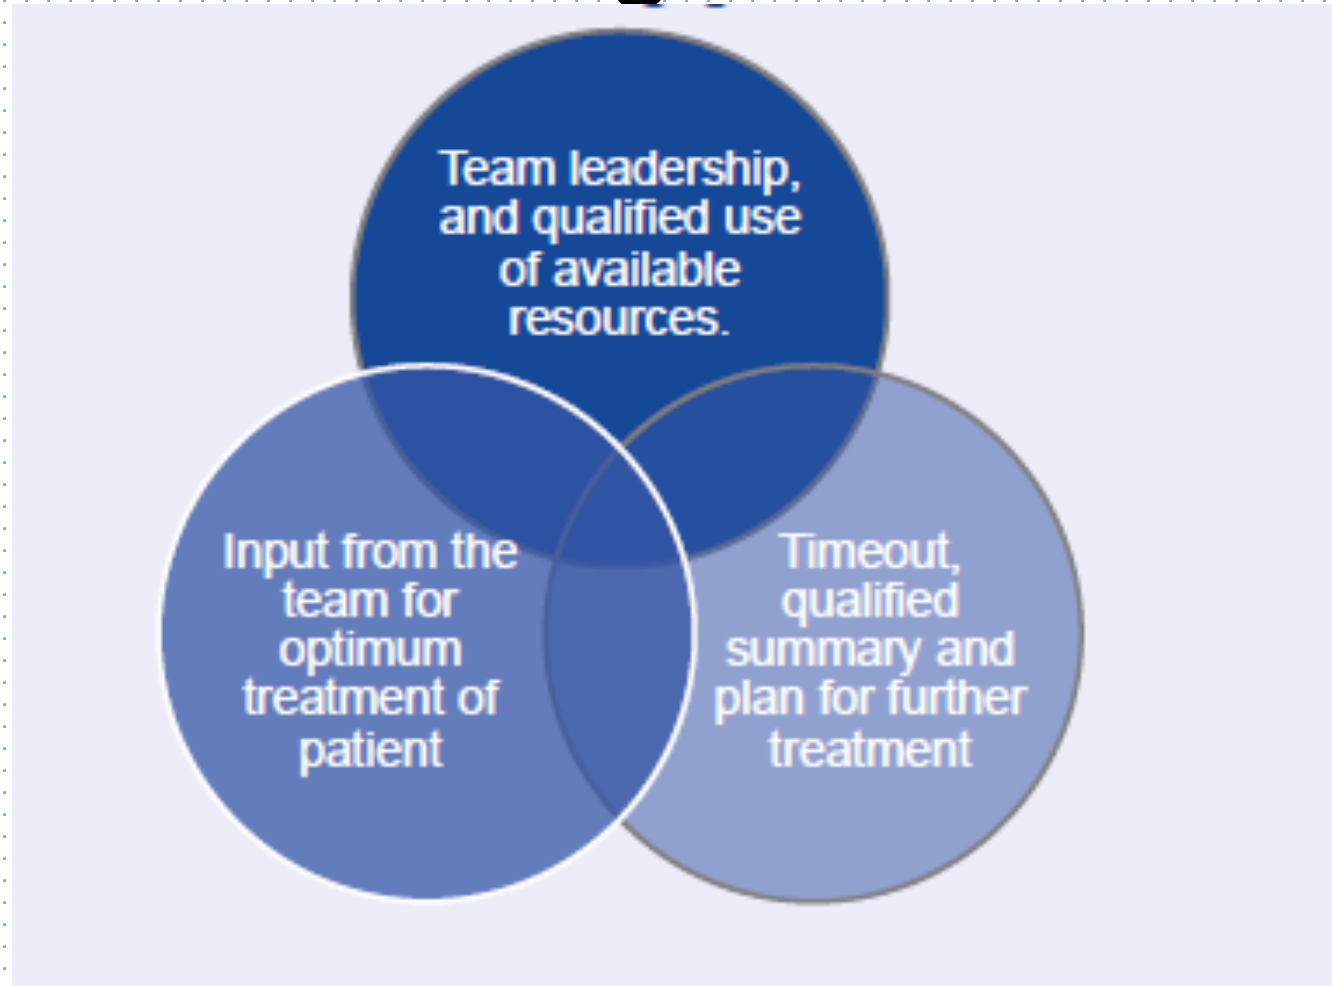 Team leadership,
and qualified use
of available
resources.
Input from the
team for
optimum
treatment of
patient
Timeout,
qualified
summary and
plan for further
treatment